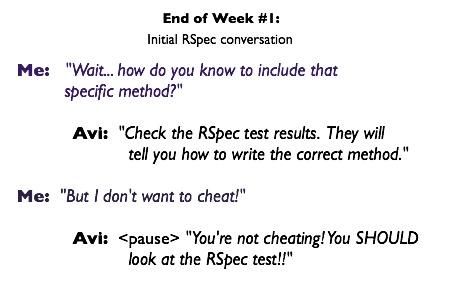 End of Week #1:
Initial RSpec conversation
Me: "Wait... how do you know to include that
specific method?"
Avi: "Check the RSpec test results. They will
tell you how to write the correct method."
Me: "But I don't want to cheat!"
Avi: <pause> "You're not cheating! You SHOULD
look at the RSpec test!!"